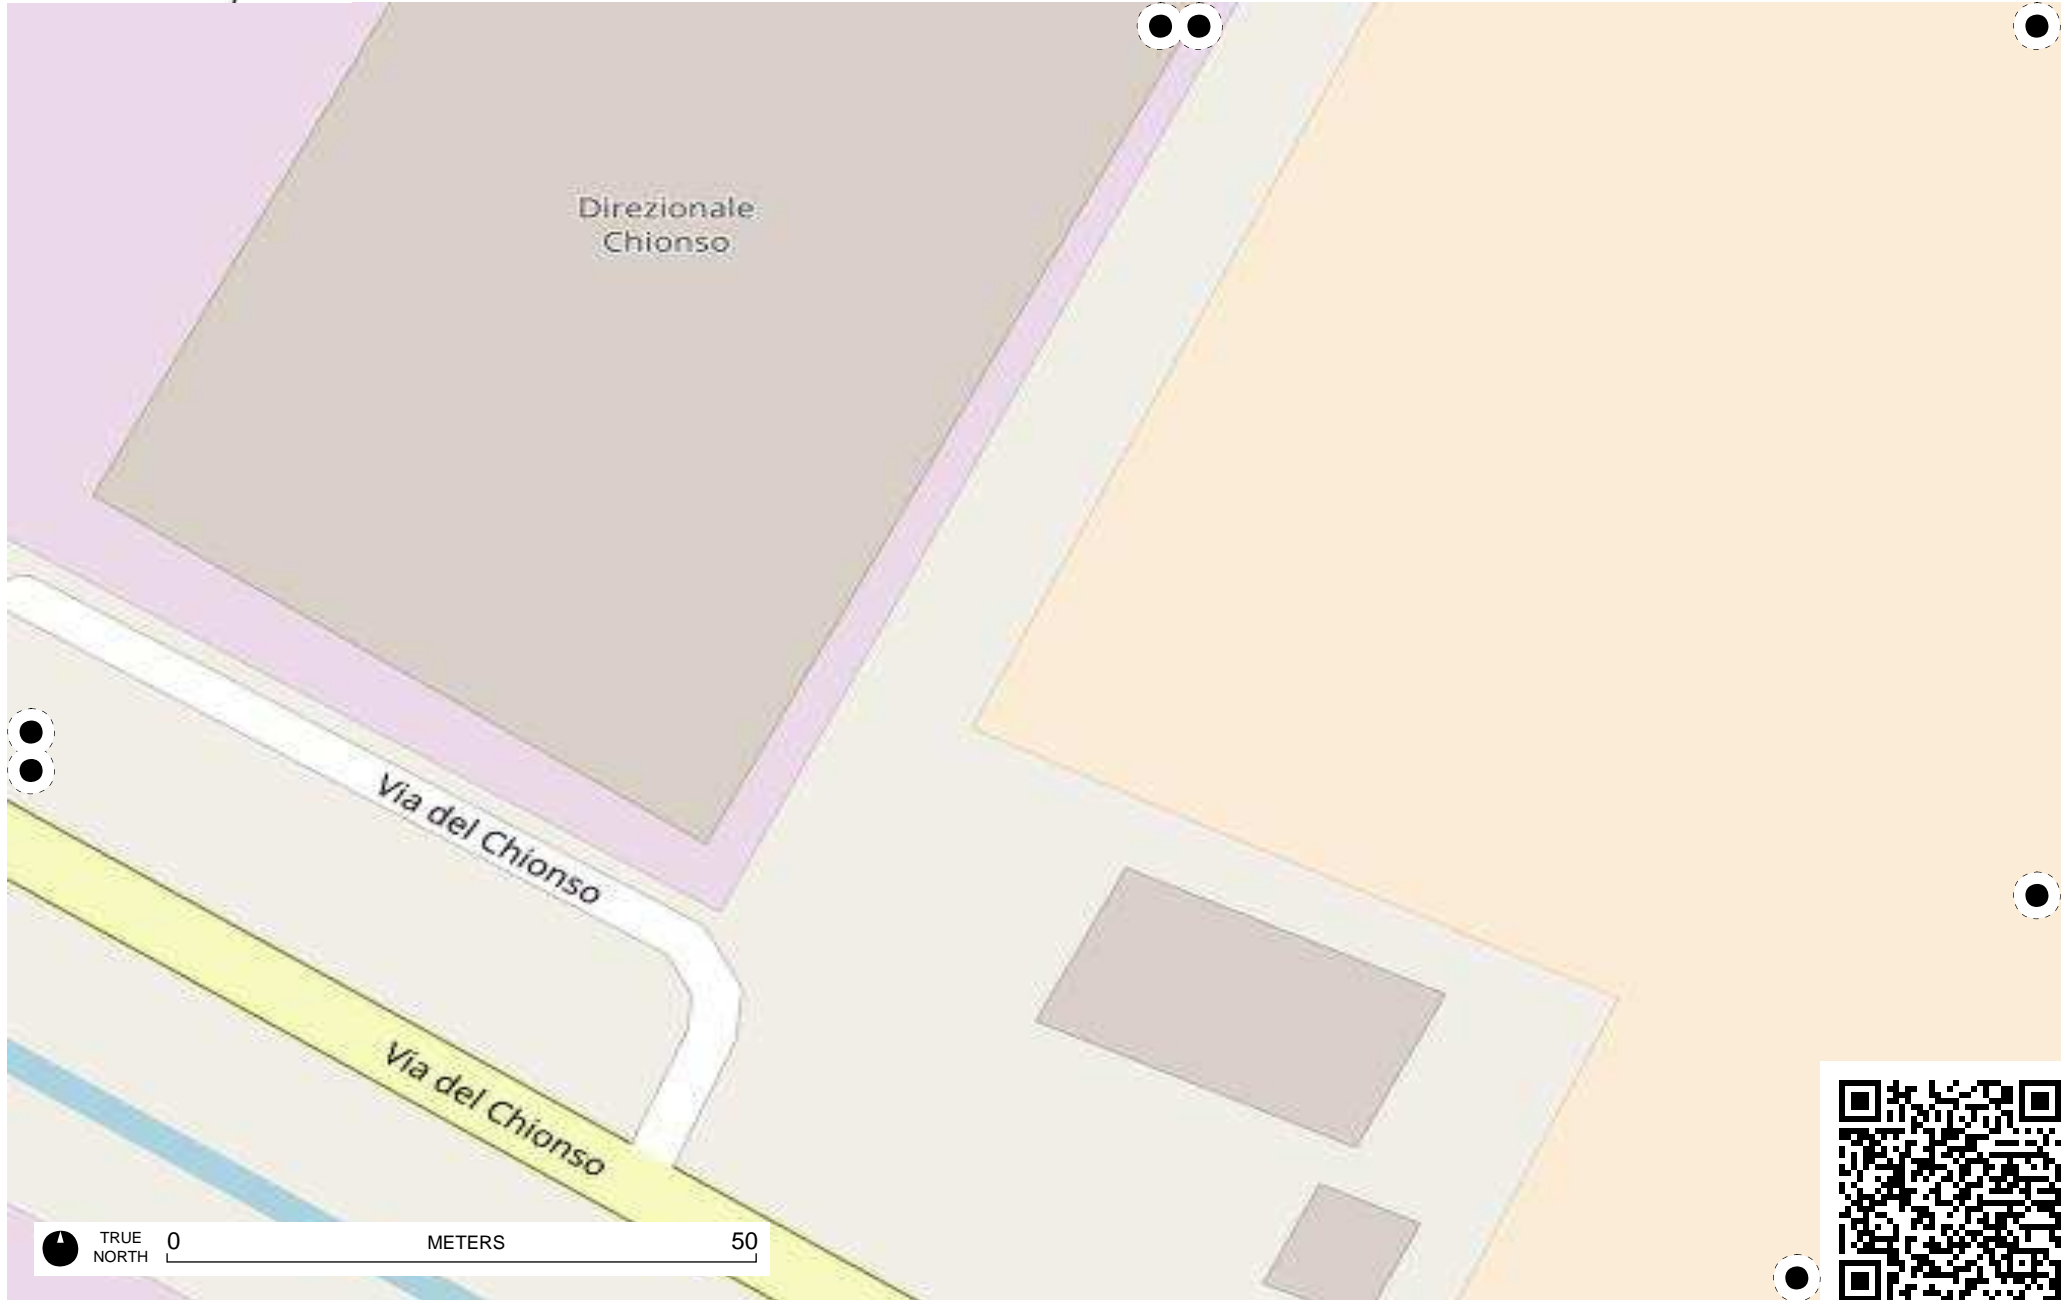 Direzionale
Chionso
Via del Chionso
Via del Chionso
TRUE
NORTH
0 METERS 50